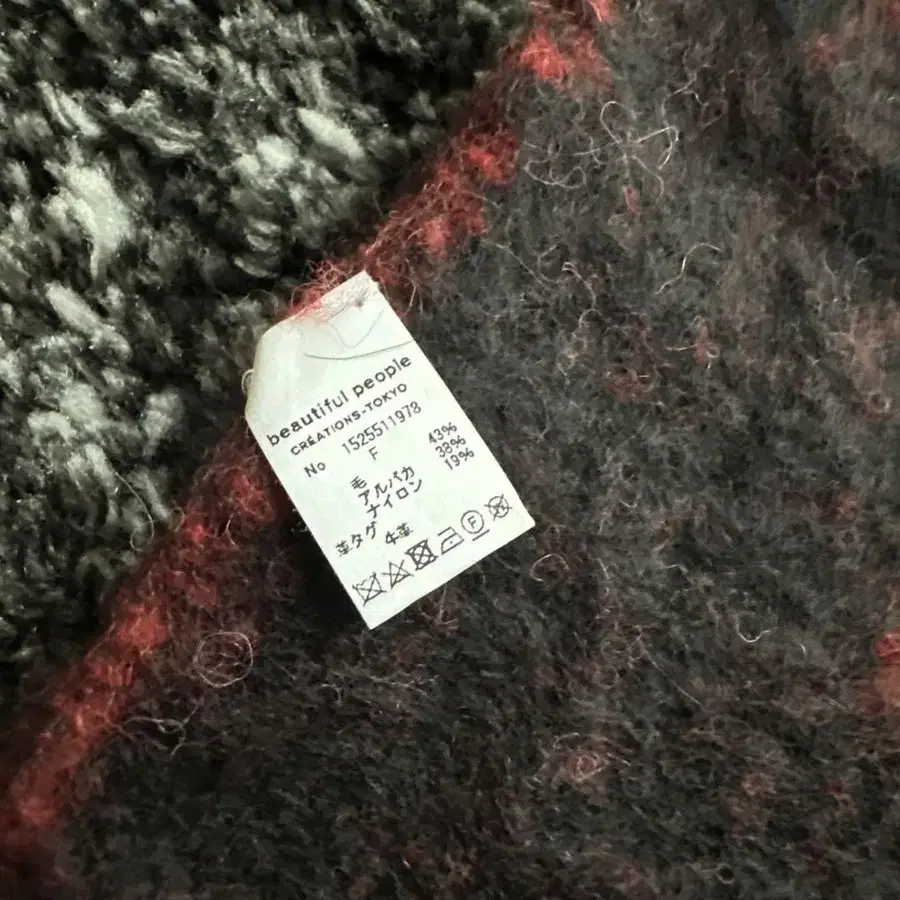 beautiful people
CRÉATIONS-TOKYO
No 1525511978
F
毛 43%
アルパカ 38%
ナイロン 19%
革タグ 牛革
F